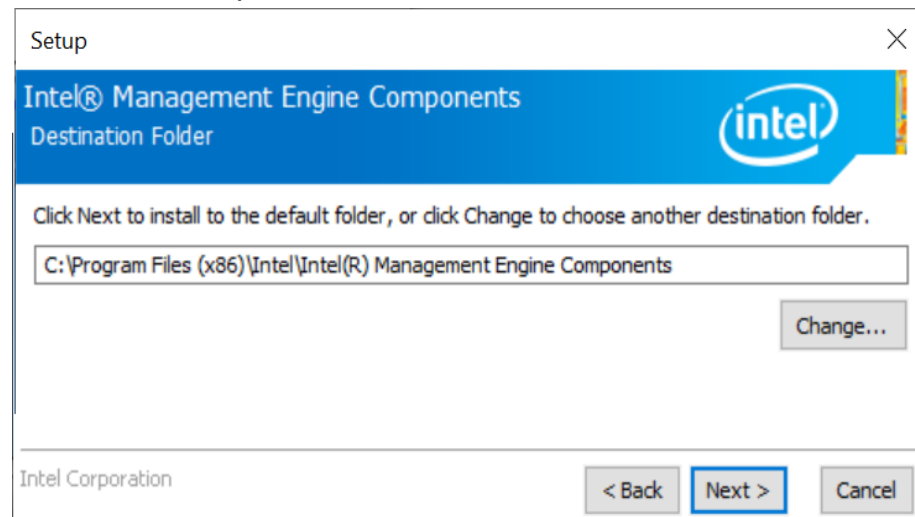 Setup
Intel® Management Engine Components
Destination Folder
intel
Click Next to install to the default folder, or click Change to choose another destination folder.
C:\Program Files (x86)\Intel\Intel(R) Management Engine Components
Change...
Intel Corporation
< Back Next > Cancel